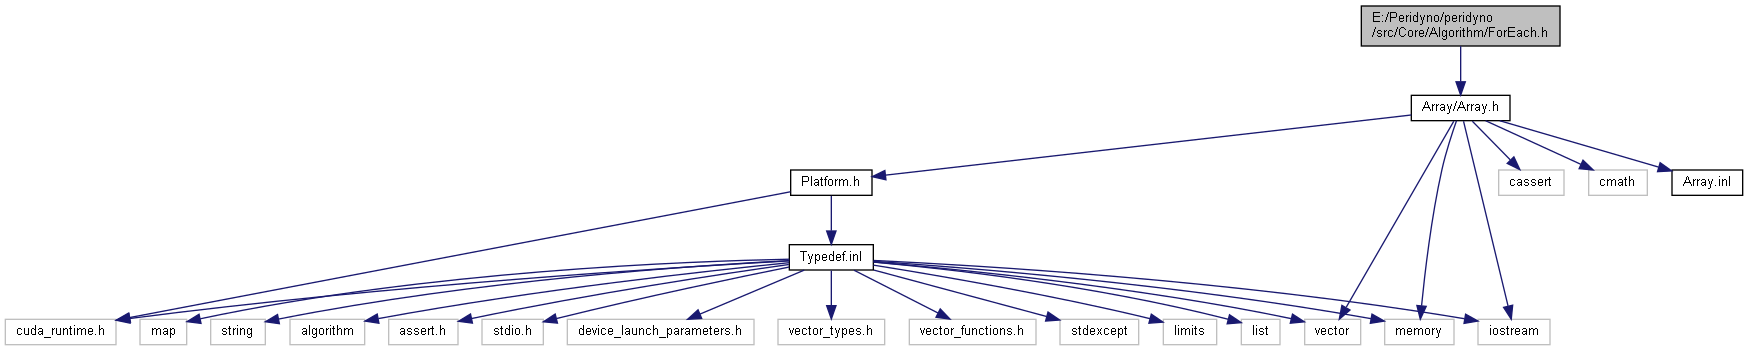 E:/Peridyno/peridyno
/src/Core/Algorithm/ForEach.h
Array/Array.h
Platform.h
cassert
cmath
Array.inl
Typedef.inl
cuda_runtime.h
map
string
algorithm
assert.h
stdio.h
device_launch_parameters.h
vector_types.h
vector_functions.h
stdexcept
limits
list
vector
memory
iostream